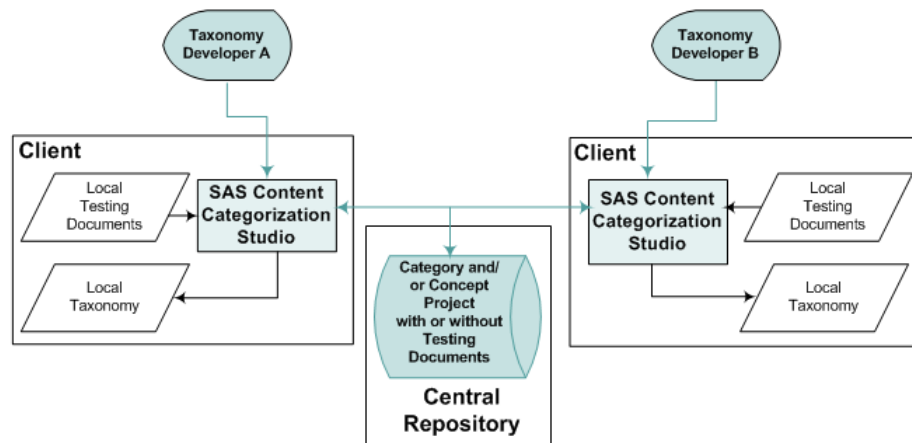 Taxonomy
Developer A
Taxonomy
Developer B
Client
Local
Testing
Documents
SAS Content
Categorization
Studio
Local
Taxonomy
Category and/
or Concept
Project
with or without
Testing
Documents
Central
Repository
Client
SAS Content
Categorization
Studio
Local
Testing
Documents
Local
Taxonomy